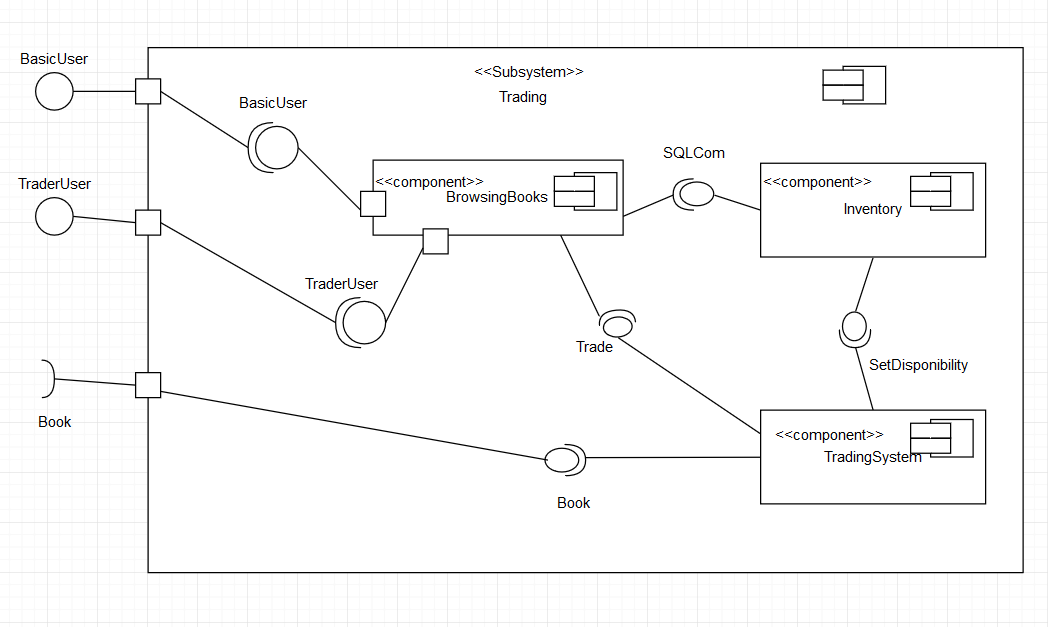 BasicUser
<<Subsystem>>
Trading
BasicUser
SQLCom
TraderUser
<<component>>
BrowsingBooks
<<component>>
Inventory
TraderUser
Trade
SetDisponibility
Book
<<component>>
TradingSystem
Book